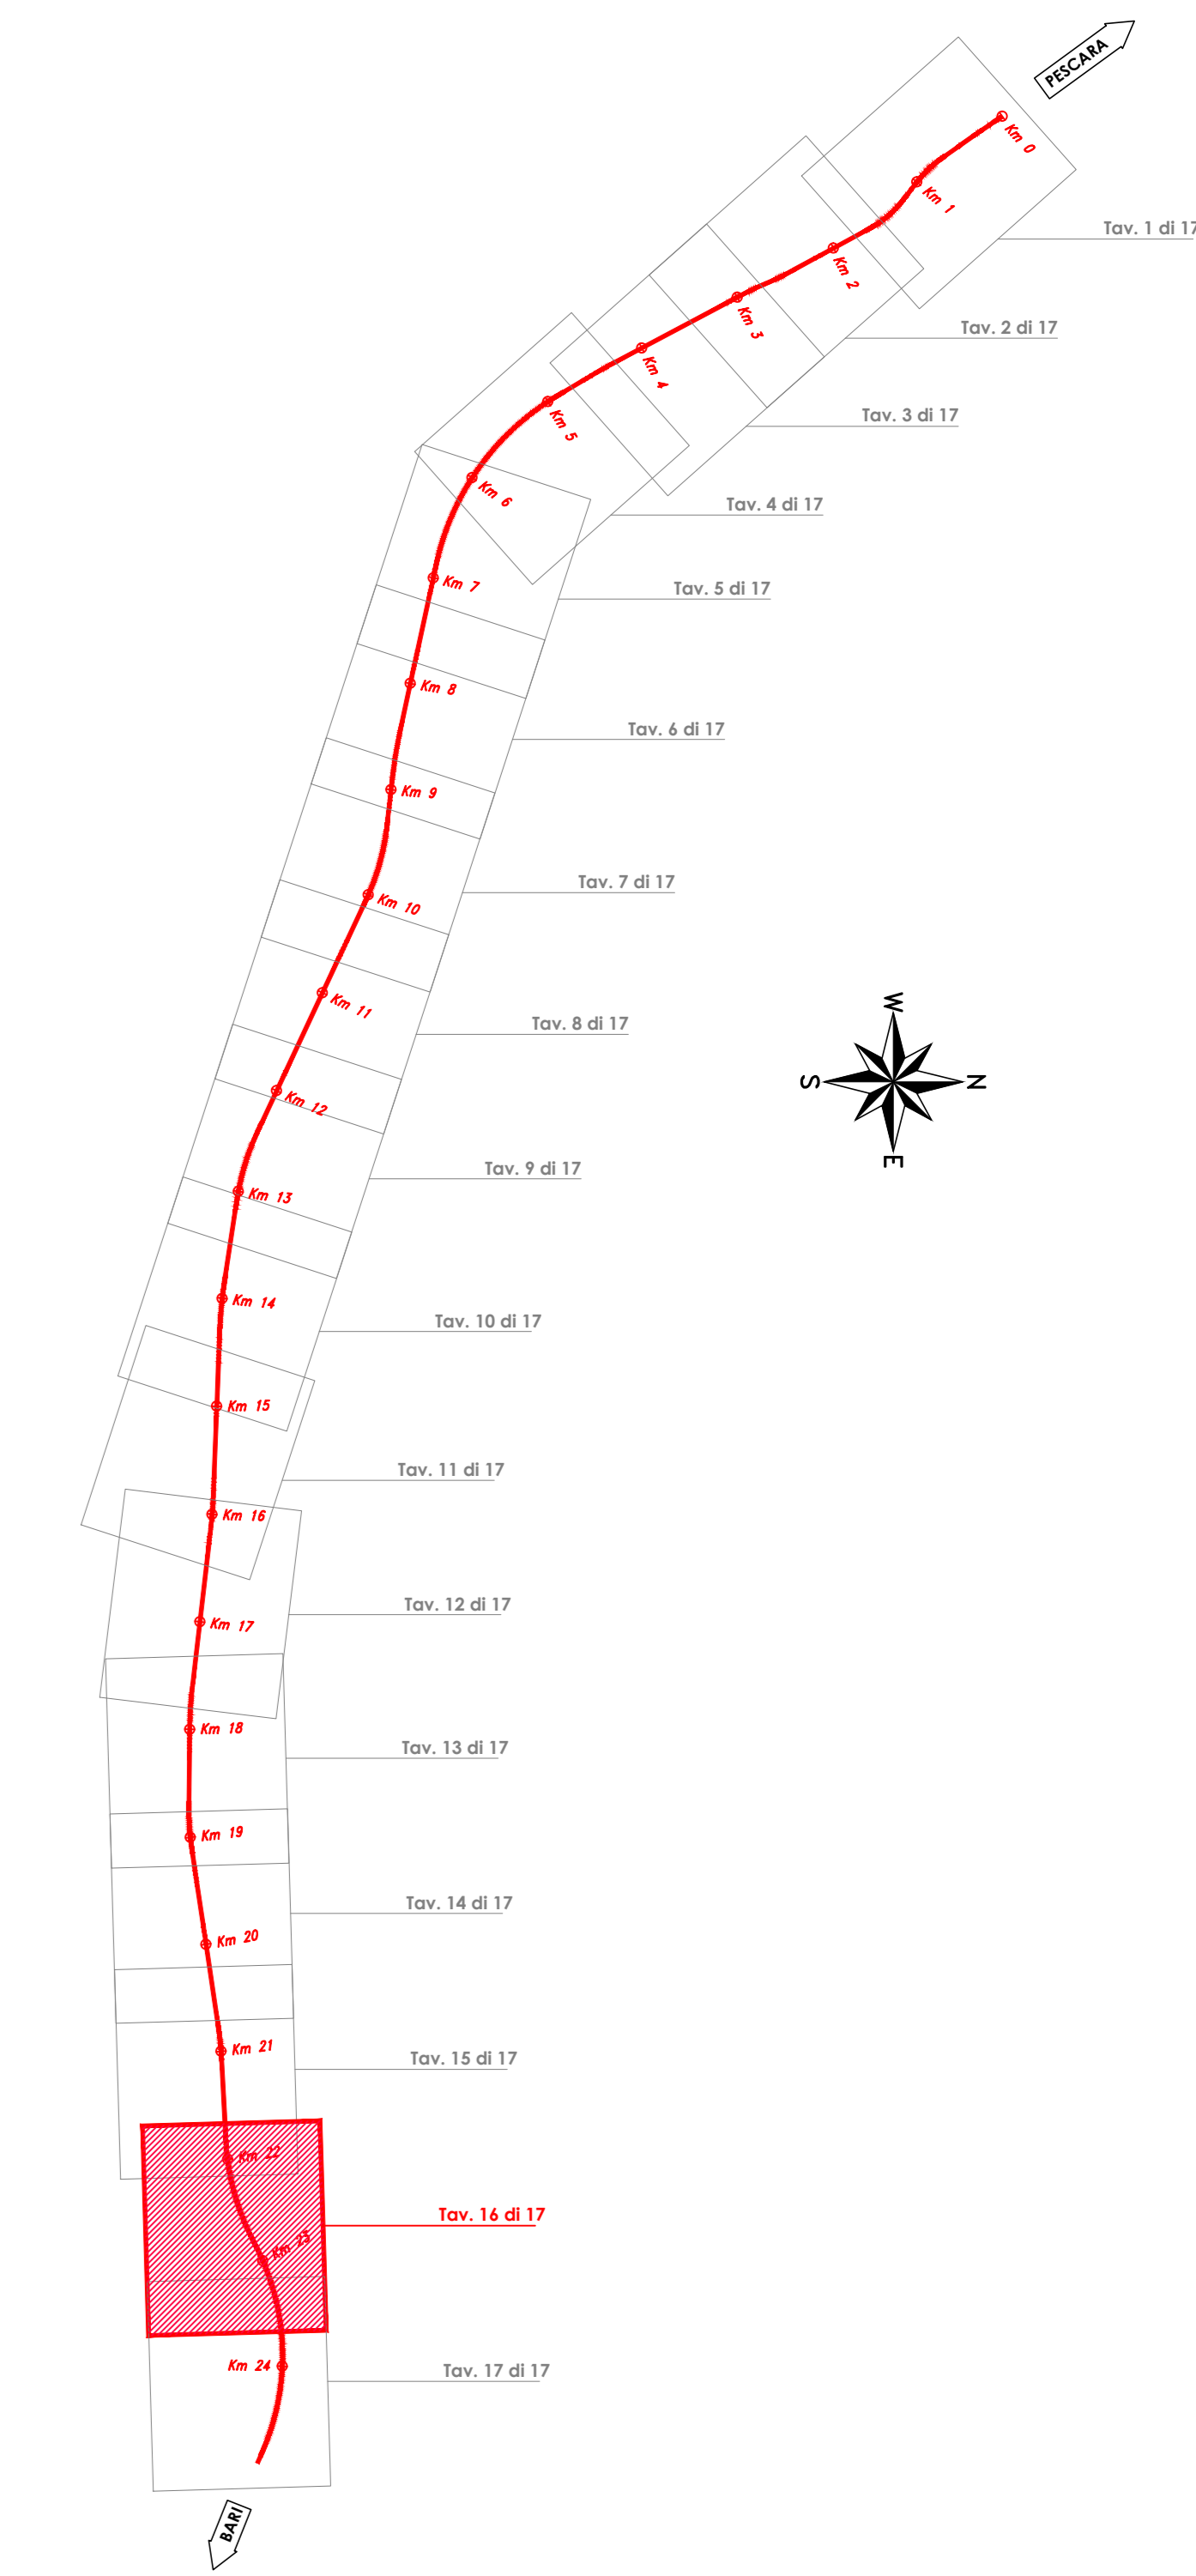 PESCARA
Km 0
Km 1
Tav. 1 di 17
Km 2
Km 3
Tav. 2 di 17
Km 4
Km 5
Tav. 3 di 17
Km 6
Tav. 4 di 17
Km 7
Tav. 5 di 17
Km 8
Tav. 6 di 17
Km 9
Tav. 7 di 17
Km 10
Km 11
W
Tav. 8 di 17
S
N
Km 12
E
Tav. 9 di 17
Km 13
Km 14
Tav. 10 di 17
Km 15
Tav. 11 di 17
Km 16
Tav. 12 di 17
Km 17
Km 18
Tav. 13 di 17
Km 19
Tav. 14 di 17
Km 20
Km 21
Tav. 15 di 17
Km 22
Tav. 16 di 17
Km 23
Km 24
Tav. 17 di 17
BARI